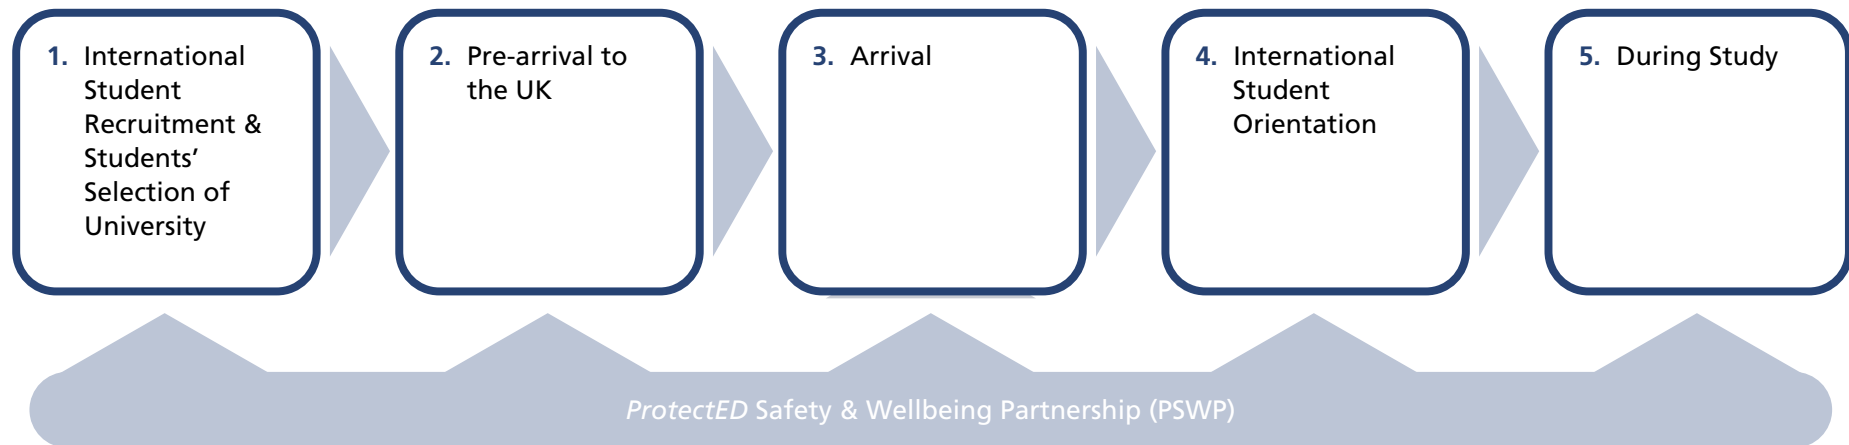 1. International
Student
Recruitment &
Students’
Selection of
University
2. Pre-arrival to
the UK
3. Arrival
4. International
Student
Orientation
5. During Study
ProtectED Safety & Wellbeing Partnership (PSWP)